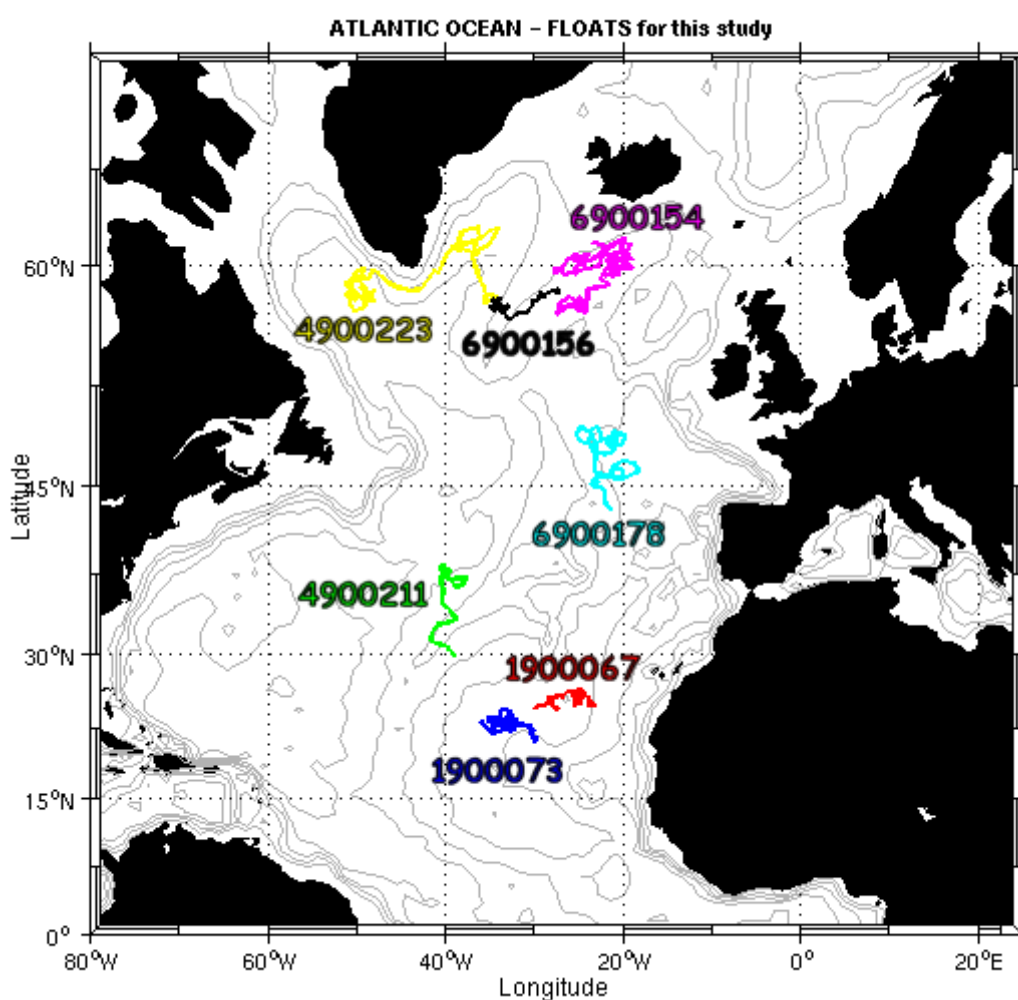 ATLANTIC OCEAN – FLOATS for this study
6900154
60°N
4900223
6900156
45°N
Latitude
6900178
4900211
30°N
1900067
1900073
15°N
0°
80°W 60°W 40°W 20°W 0° 20°E
Longitude